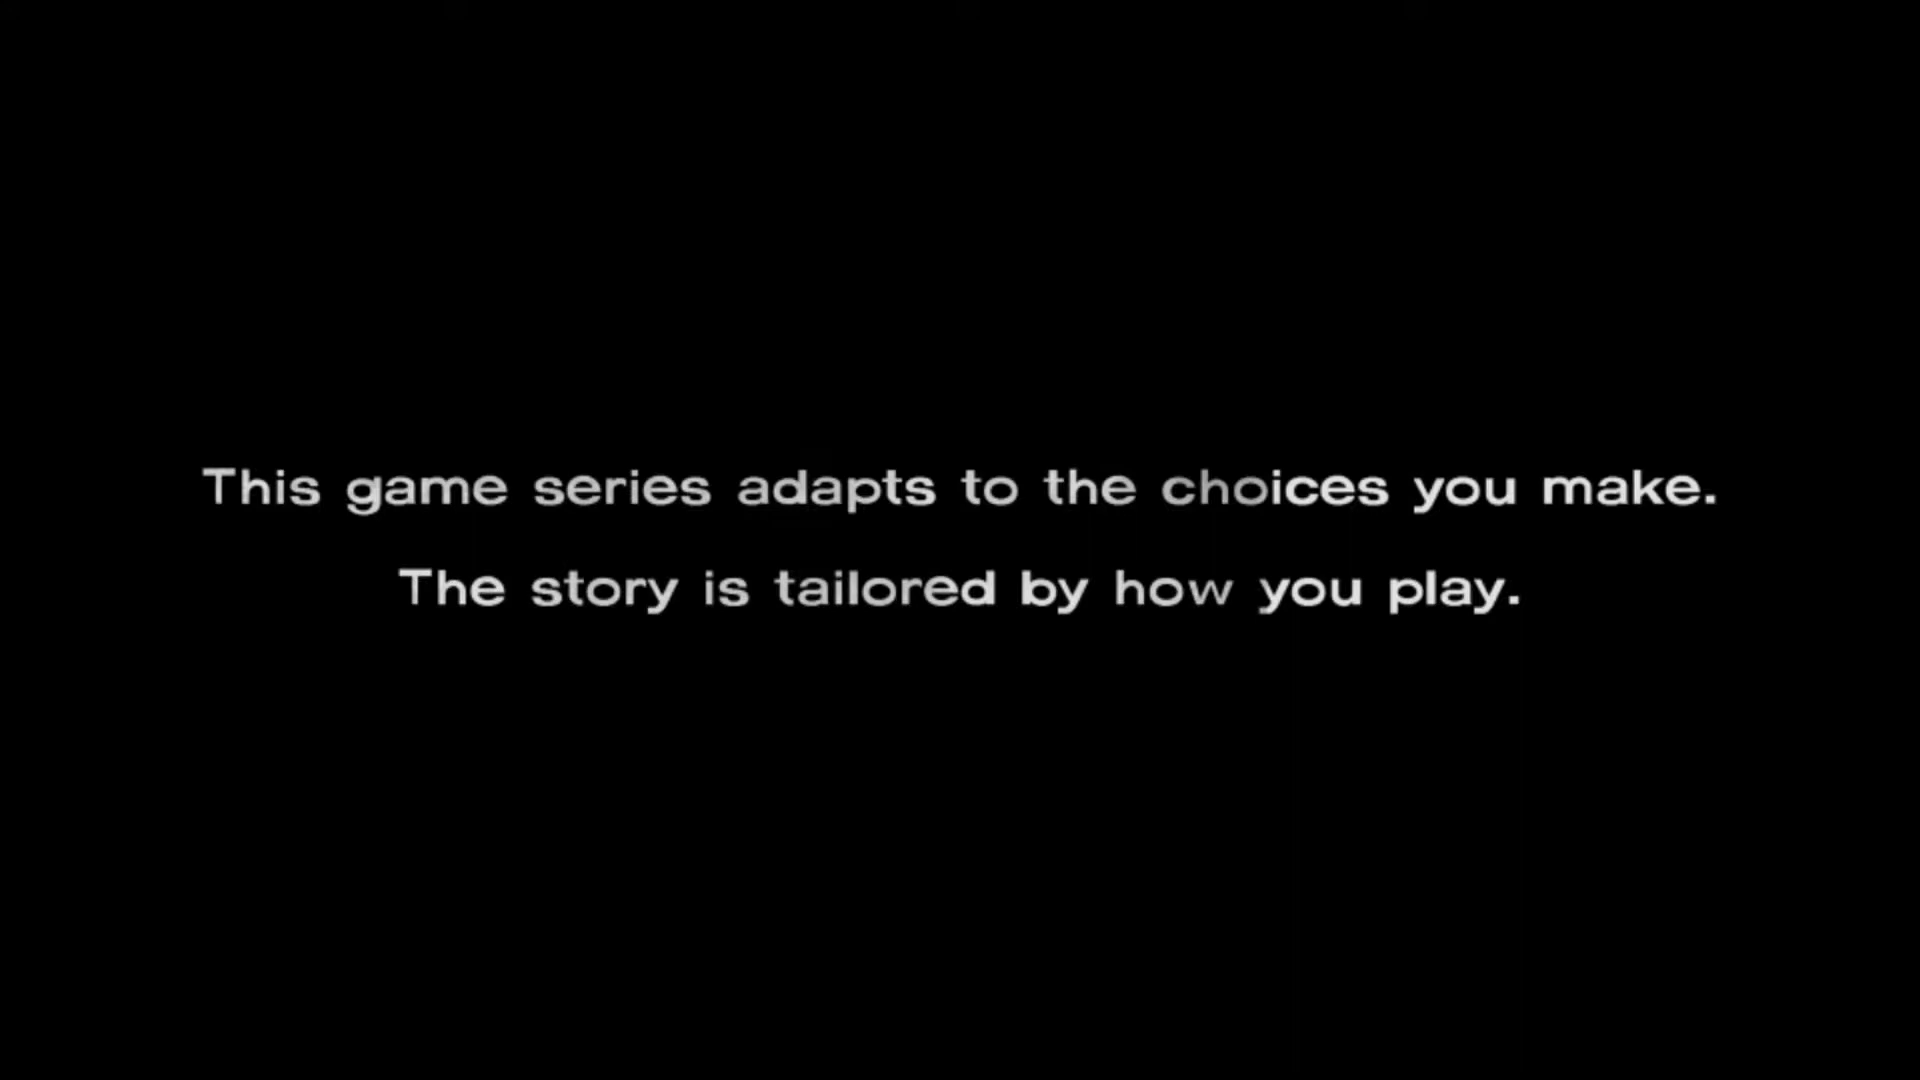 This game series adapts to the choices you make.
The story is tailored by how you play.